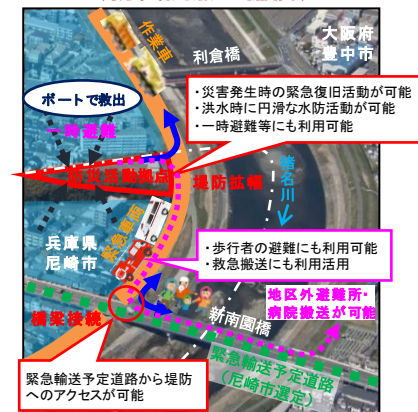 作業車
利倉橋
大阪府
豊中市
ボートで救出
一時避難
・災害発生時の緊急復旧活動が可能
・洪水時に円滑な水防活動が可能
・一時避難等にも利用可能
防災活動拠点
堤防拡幅
猪名川
緊急車両
兵庫県
尼崎市
・歩行者の避難にも利用可能
・救急搬送にも利用活用
地区外避難所・
病院搬送が可能
橋梁接続
新南園橋
緊急輸送予定道路
(尼崎市選定)
緊急輸送予定道路から堤防
へのアクセスが可能